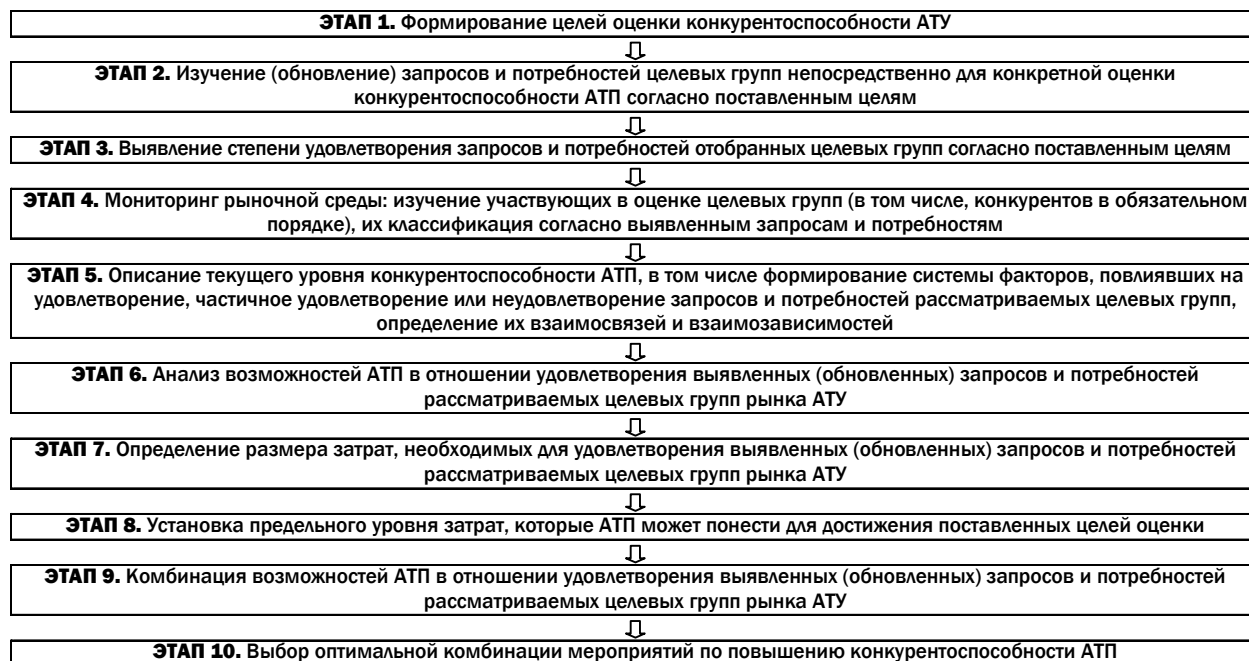 ЭТАП 1. Формирование целей оценки конкурентоспособности АТУ
ЭТАП 2. Изучение (обновление) запросов и потребностей целевых групп непосредственно для конкретной оценки
конкурентоспособности АТП согласно поставленным целям
ЭТАП 3. Выявление степени удовлетворения запросов и потребностей отобранных целевых групп согласно поставленным целям
ЭТАП 4. Мониторинг рыночной среды: изучение участвующих в оценке целевых групп (в том числе, конкурентов в обязательном
порядке), их классификация согласно выявленным запросам и потребностям
ЭТАП 5. Описание текущего уровня конкурентоспособности АТП, в том числе формирование системы факторов, повлиявших на
удовлетворение, частичное удовлетворение или неудовлетворение запросов и потребностей рассматриваемых целевых групп,
определение их взаимосвязей и взаимозависимостей
ЭТАП 6. Анализ возможностей АТП в отношении удовлетворения выявленных (обновленных) запросов и потребностей
рассматриваемых целевых групп рынка АТУ
ЭТАП 7. Определение размера затрат, необходимых для удовлетворения выявленных (обновленных) запросов и потребностей
рассматриваемых целевых групп рынка АТУ
ЭТАП 8. Установка предельного уровня затрат, которые АТП может понести для достижения поставленных целей оценки
ЭТАП 9. Комбинация возможностей АТП в отношении удовлетворения выявленных (обновленных) запросов и потребностей
рассматриваемых целевых групп рынка АТУ
ЭТАП 10. Выбор оптимальной комбинации мероприятий по повышению конкурентоспособности АТП